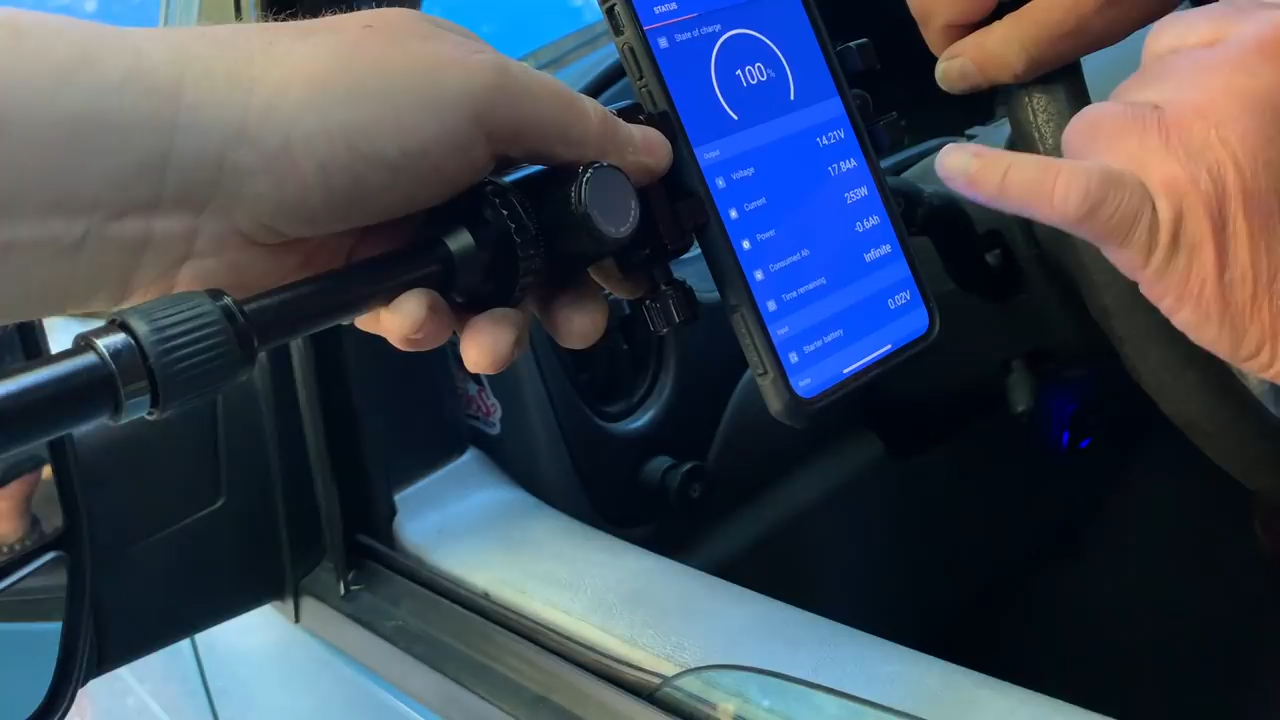 STATUS
State of charge
100%
Output
Voltage 14.21V
Current 17.84A
Power 253W
Consumed Ah -0.6Ah
Time remaining Infinite
Input
Starter battery 0.02V